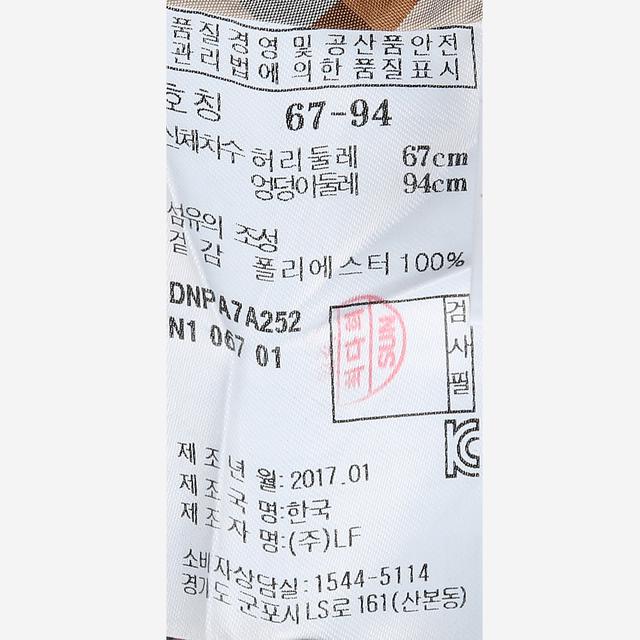 품질경영 및 공산품안전
관리법에 의한 품질표시
호칭 67-94
신체치수 허리둘레 67cm
엉덩이둘레 94cm
섬유의 조성
겉감 폴리에스터 100%
DNPA7A252
N1 067 01
검사필
SUN
제조년월: 2017.01
제조국명:한국
제조자명:(주)LF
소비자상담실:1544-5114
경기도 군포시LS로161(산본동)